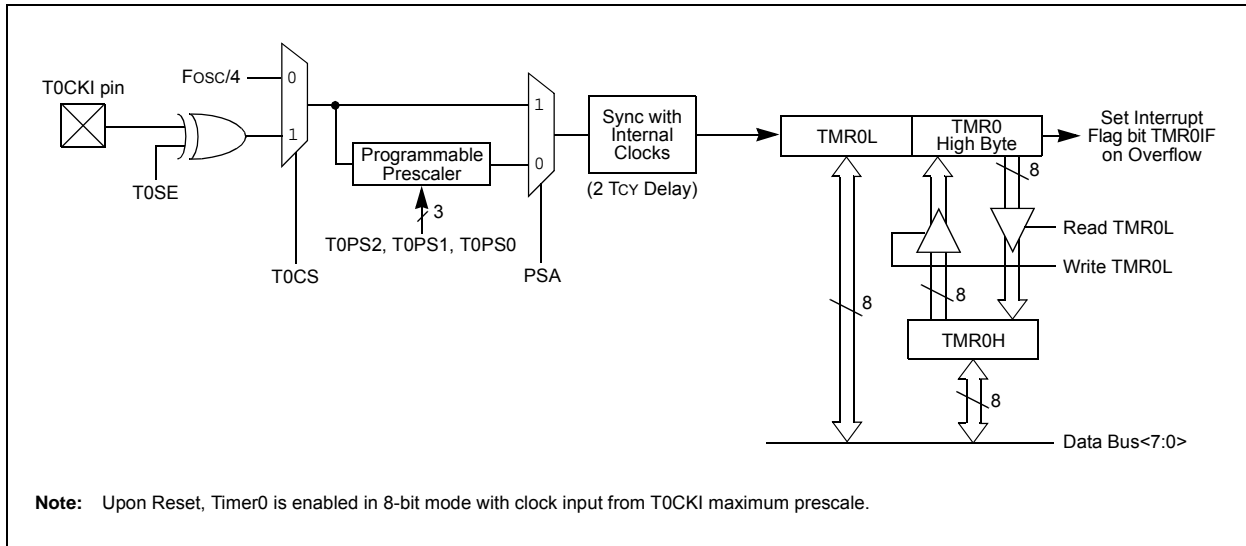 T0CKI pin
FOSC/4
0
1
T0SE
T0CS
Programmable
Prescaler
3
T0PS2, T0PS1, T0PS0
1
0
PSA
Sync with
Internal
Clocks
(2 TCY Delay)
TMR0L
TMR0
High Byte
Set Interrupt
Flag bit TMR0IF
on Overflow
8
Read TMR0L
Write TMR0L
8
8
TMR0H
8
Data Bus<7:0>
Note: Upon Reset, Timer0 is enabled in 8-bit mode with clock input from T0CKI maximum prescale.